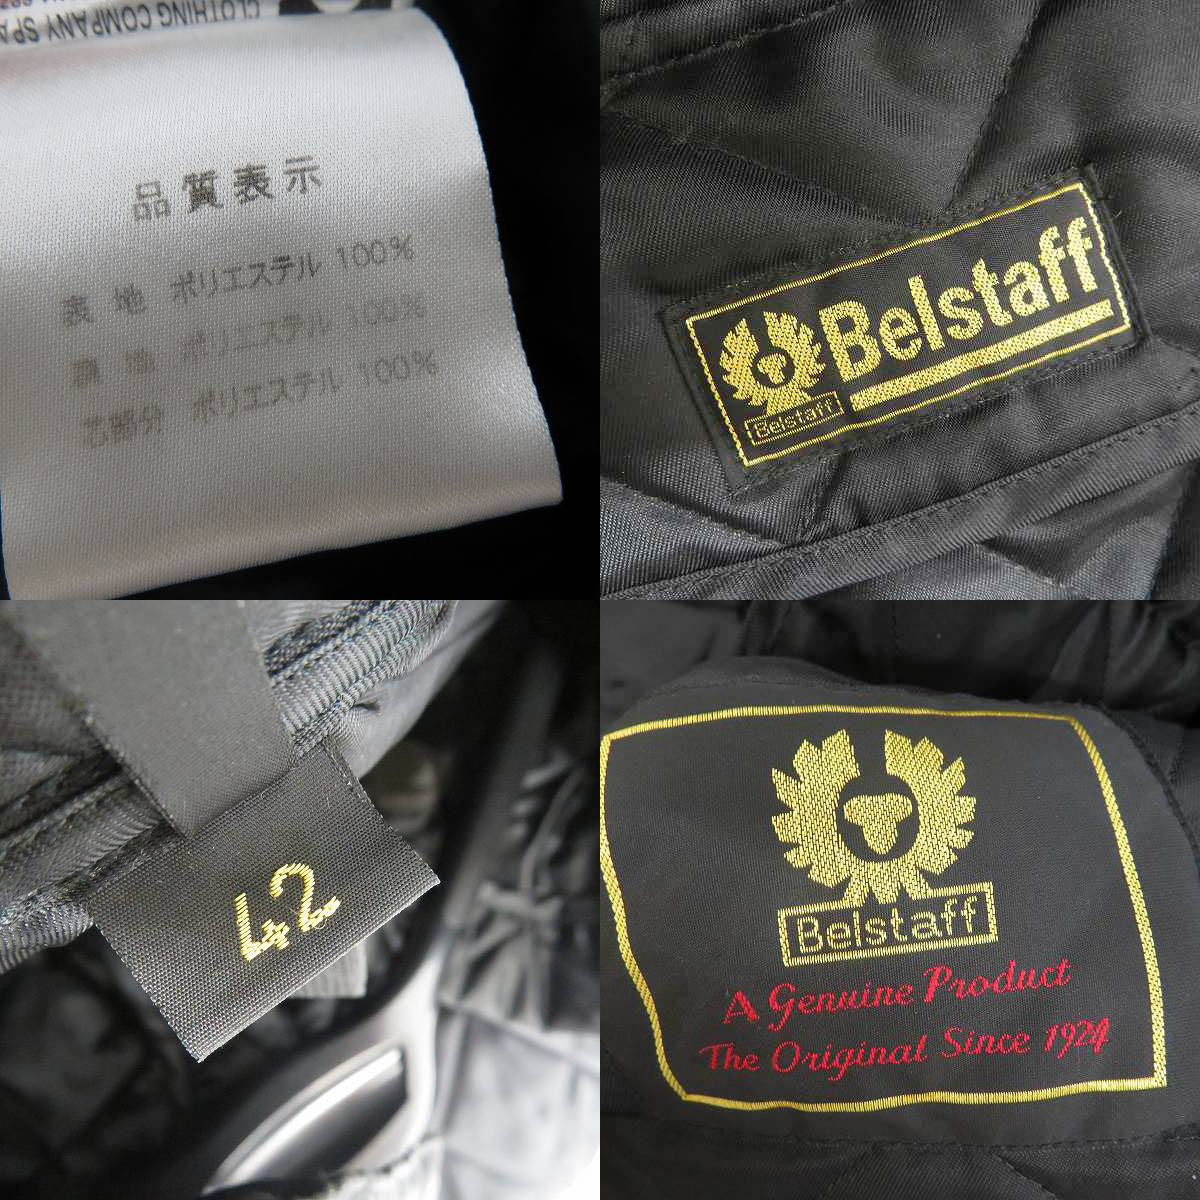 CLOTHING COMPANY SPA
品質表示
表地 ポリエステル 100%
裏地 ポリエステル 100%
芯部分 ポリエステル 100%
Belstaff
Belstaff
42
Belstaff
A Genuine Product
The Original Since 1924